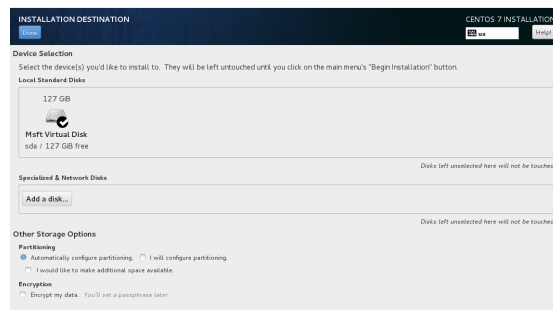 INSTALLATION DESTINATION
CENTOS 7 INSTALLATION
Done
us
Help!
Device Selection
Select the device(s) you'd like to install to. They will be left untouched until you click on the main menu's "Begin Installation" button.
Local Standard Disks
127 GiB
Msft Virtual Disk
sda / 127 GiB free
Disks left unselected here will not be touched
Specialized & Network Disks
Add a disk...
Disks left unselected here will not be touched
Other Storage Options
Partitioning
Automatically configure partitioning. I will configure partitioning.
I would like to make additional space available.
Encryption
Encrypt my data. You'll set a passphrase later.